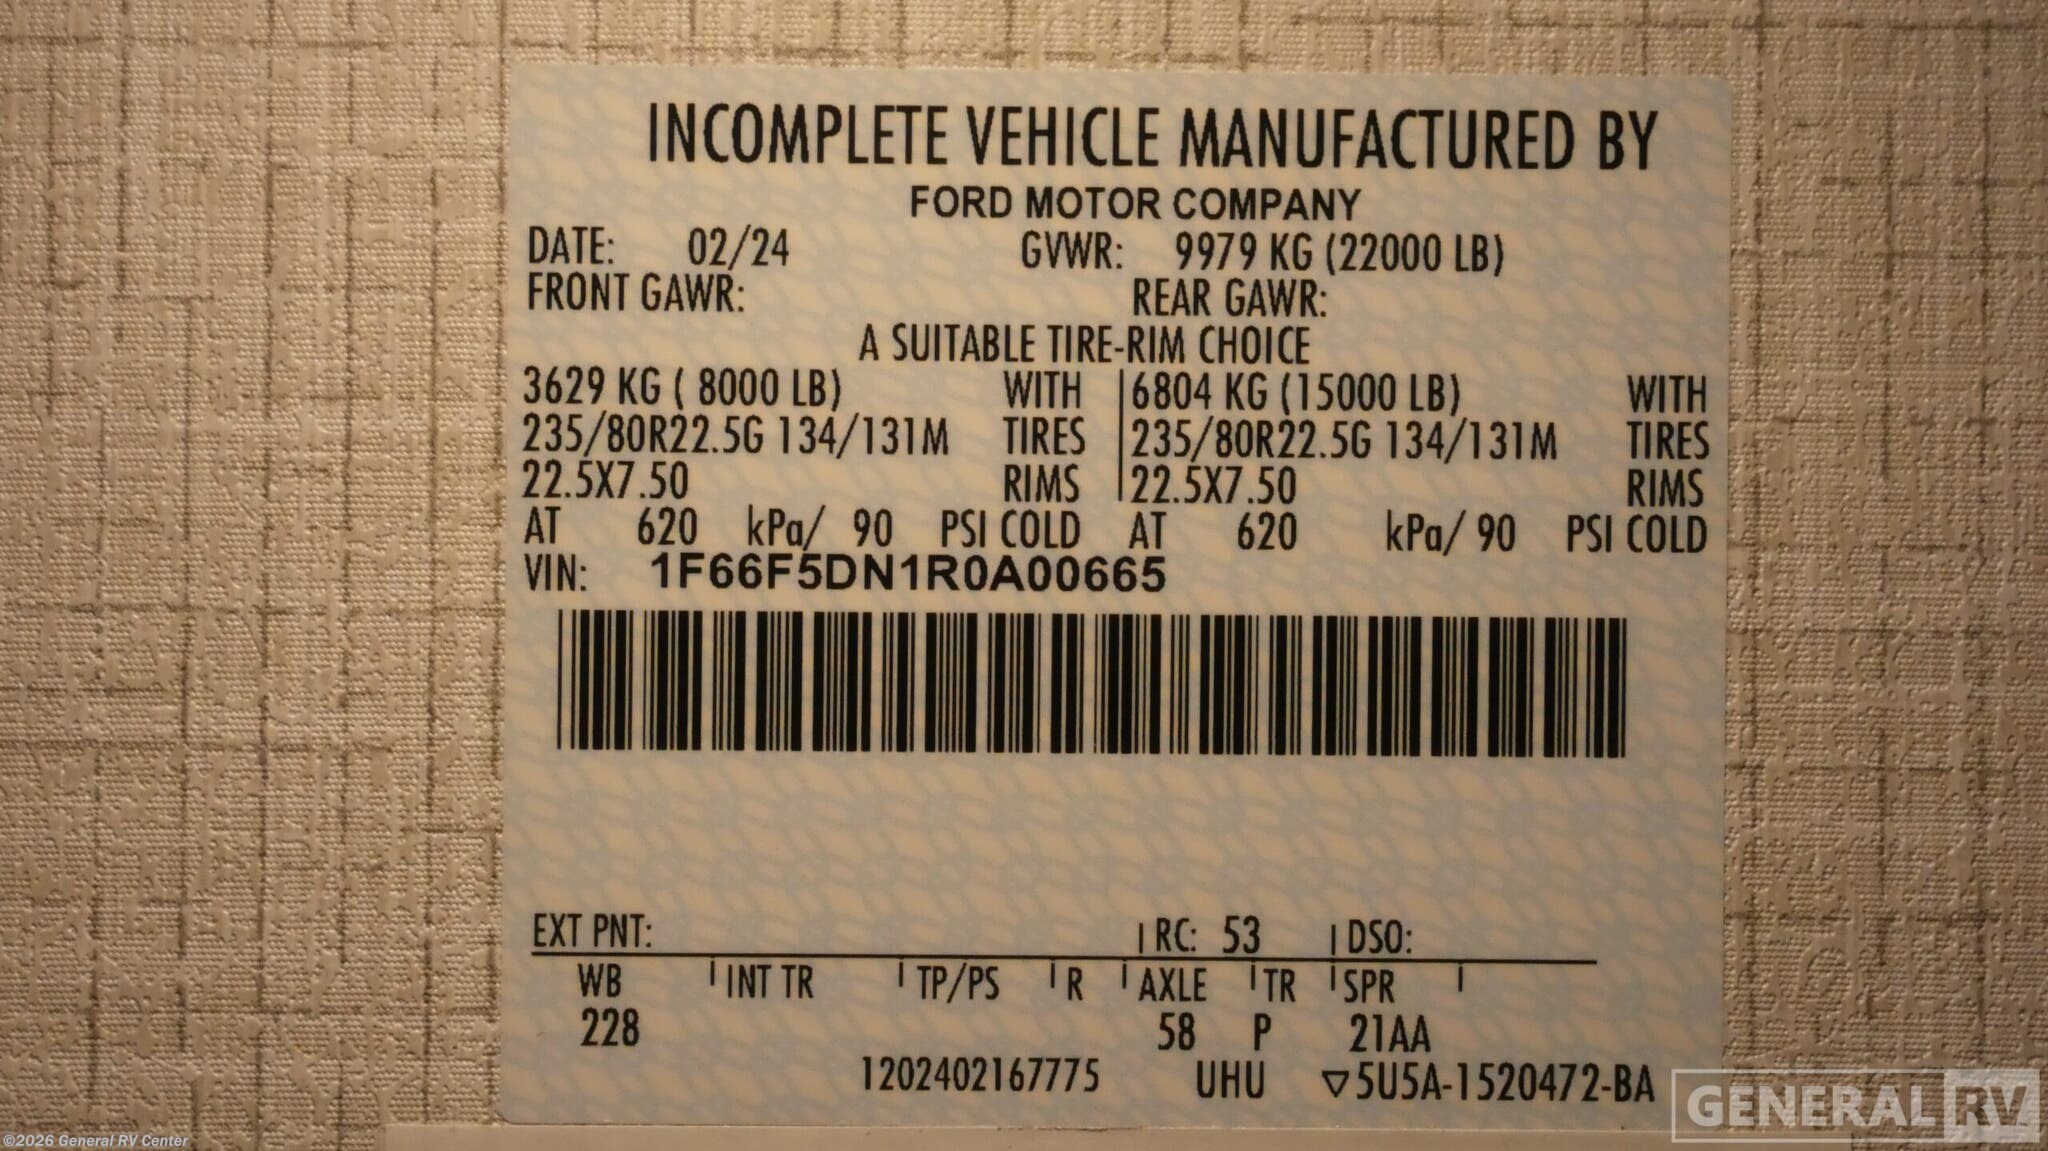 INCOMPLETE VEHICLE MANUFACTURED BY
FORD MOTOR COMPANY
DATE: 02/24 GVWR: 9979 KG (22000 LB)
FRONT GAWR: REAR GAWR:
A SUITABLE TIRE-RIM CHOICE
3629 KG ( 8000 LB) WITH 6804 KG (15000 LB) WITH
235/80R22.5G 134/131M TIRES 235/80R22.5G 134/131M TIRES
22.5X7.50 RIMS 22.5X7.50 RIMS
AT 620 kPa/ 90 PSI COLD AT 620 kPa/ 90 PSI COLD
VIN: 1F66F5DN1R0A00665
EXT PNT: RC: 53 DSO:
WB INT TR TP/PS R AXLE TR SPR
228 58 P 21AA
1202402167775 UHU ▽5U5A-1520472-BA
GENERAL RV
©2026 General RV Center